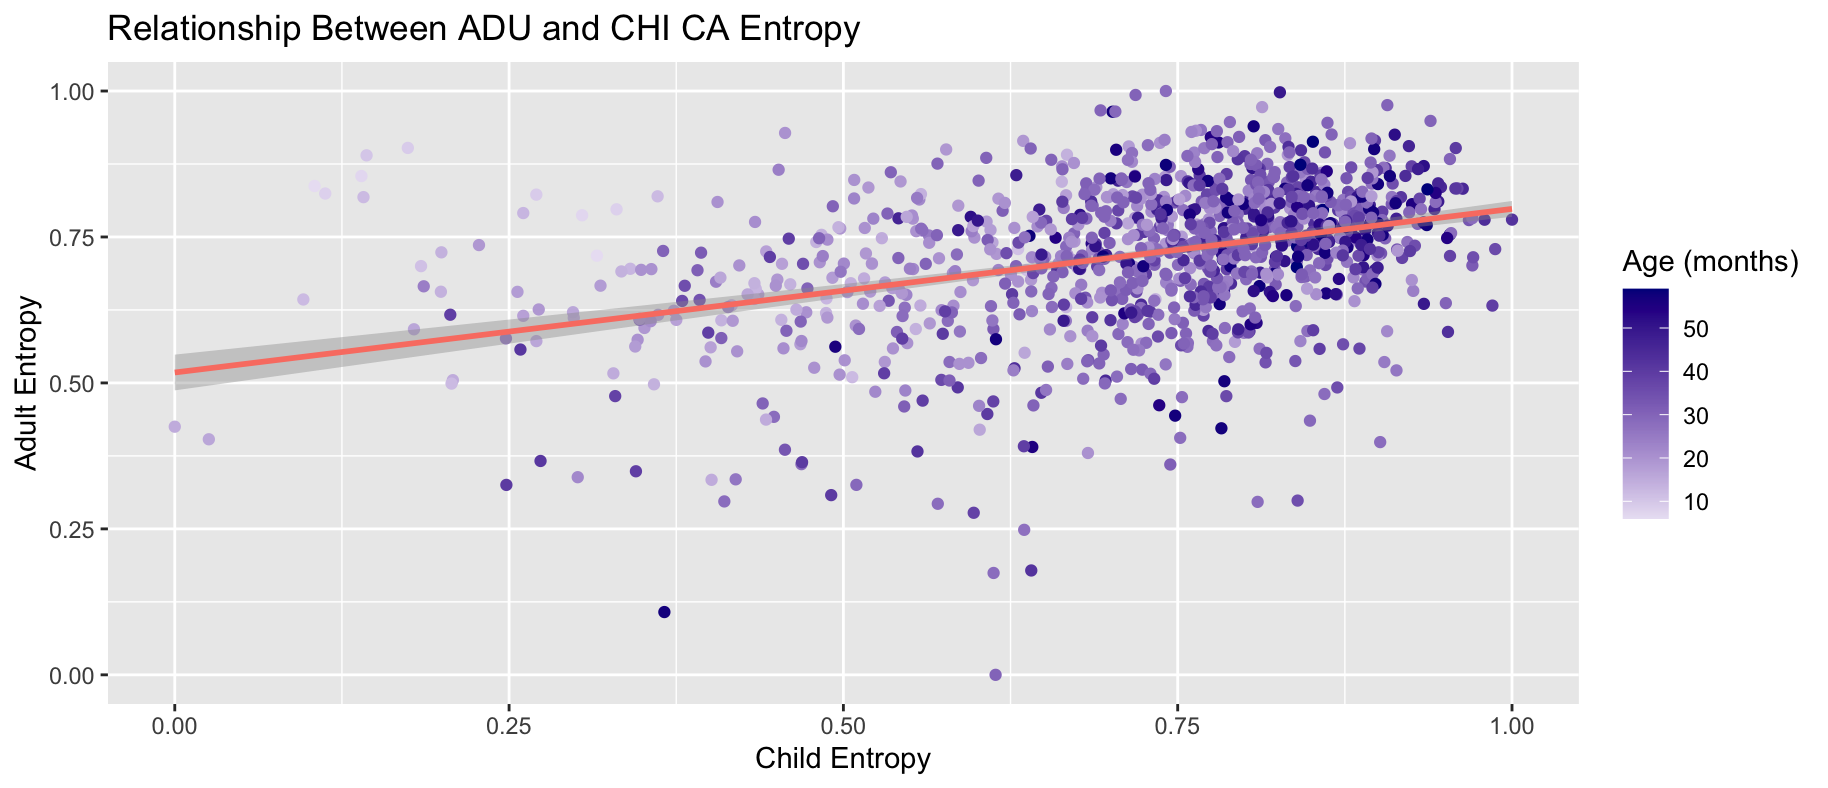 Relationship Between ADU and CHI CA Entropy
1.00
0.75
0.50
0.25
0.00
Adult Entropy
0.00 0.25 0.50 0.75 1.00
Child Entropy
Age (months)
50
40
30
20
10